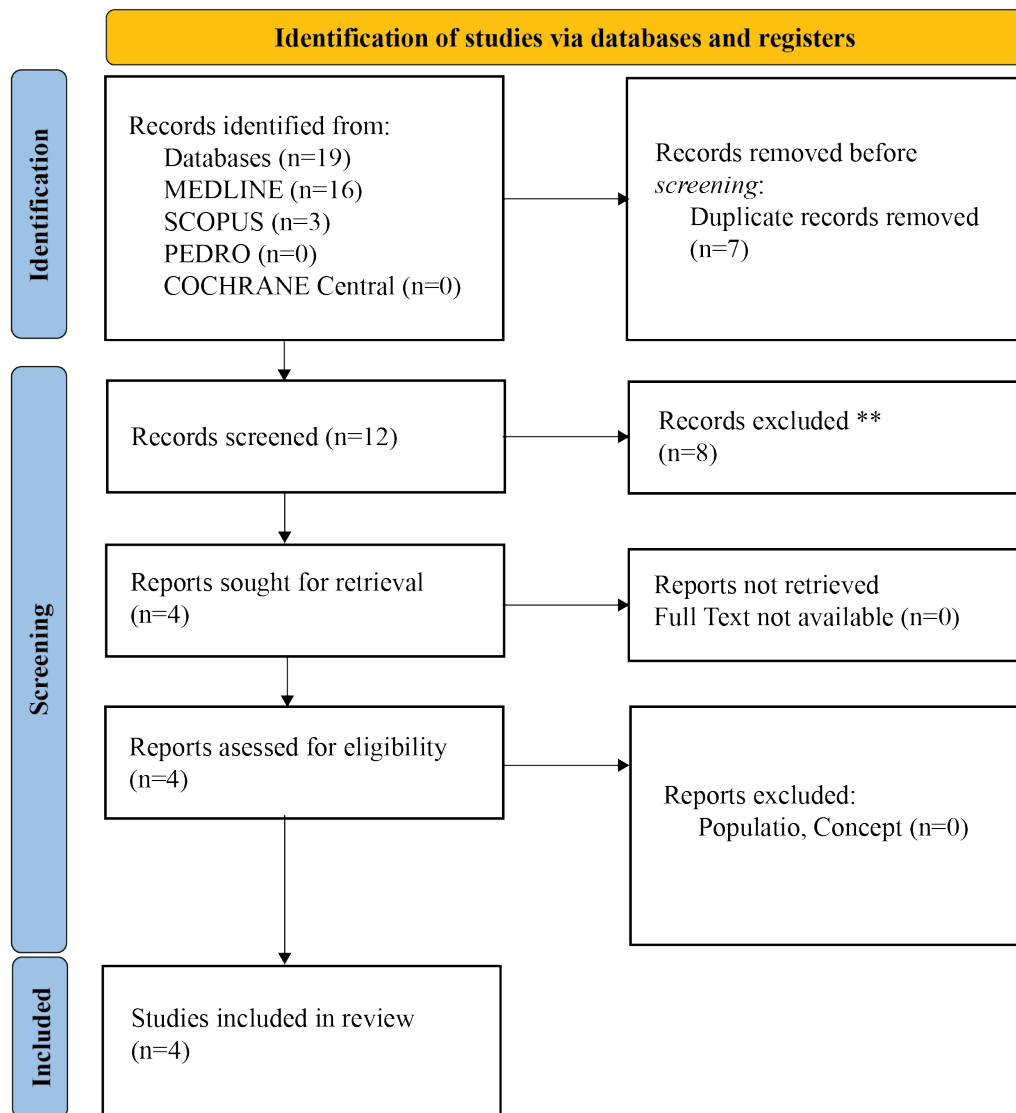 Identification of studies via databases and registers
Identification
Records identified from:
Databases (n=19)
MEDLINE (n=16)
SCOPUS (n=3)
PEDRO (n=0)
COCHRANE Central (n=0)
Records removed before
screening:
Duplicate records removed
(n=7)
Screening
Records screened (n=12)
Records excluded **
(n=8)
Reports sought for retrieval
(n=4)
Reports not retrieved
Full Text not available (n=0)
Reports asessed for eligibility
(n=4)
Reports excluded:
Populatio, Concept (n=0)
Included
Studies included in review
(n=4)